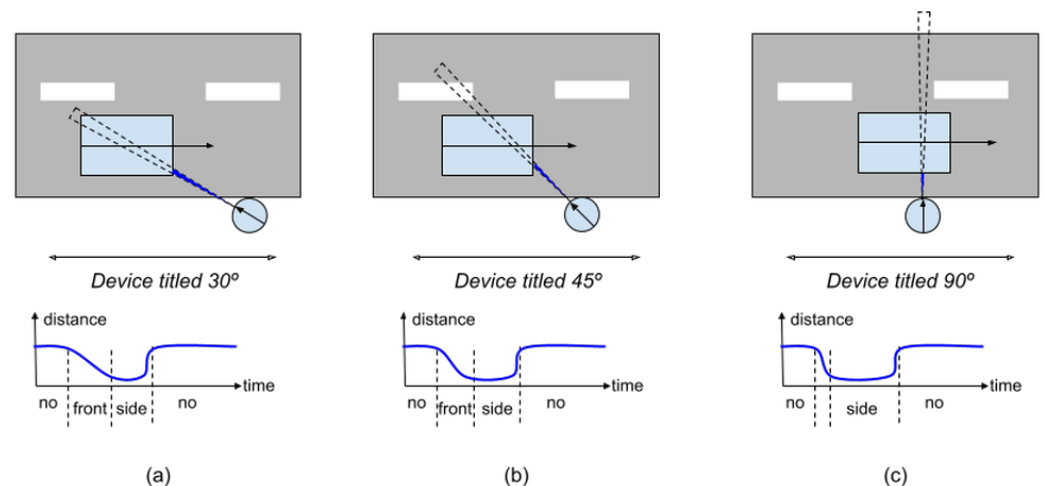 Device titled 30º
distance
time
no
front
side
no
(a)
Device titled 45º
distance
time
no
front
side
no
(b)
Device titled 90º
distance
time
no
side
no
(c)